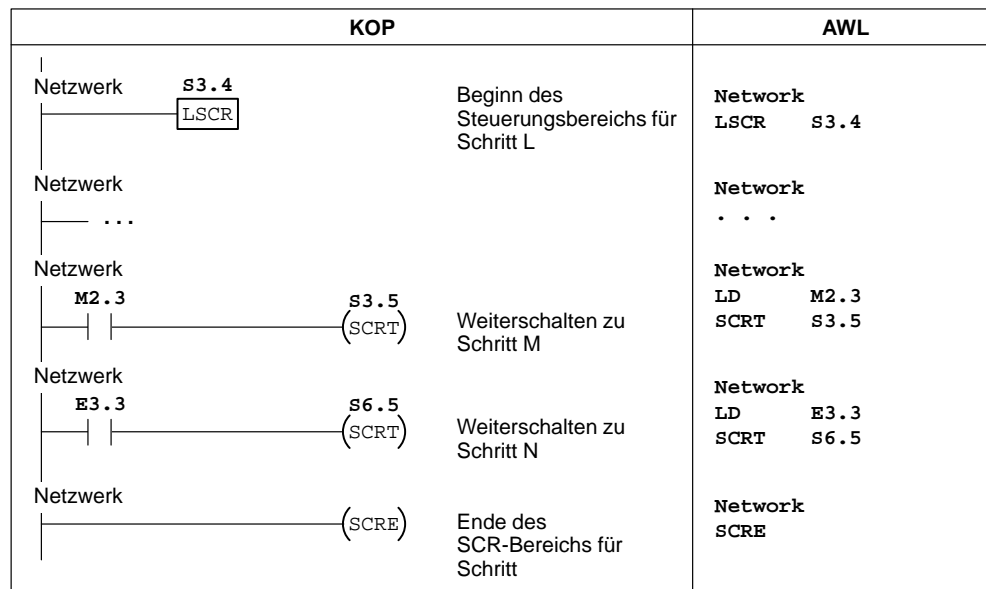 KOP
AWL
Netzwerk
S3.4
LSCR
Beginn des
Steuerungsbereichs für
Schritt L
Network
LSCR S3.4
Netzwerk
...
Network
. . .
Netzwerk
M2.3
S3.5
(SCRT)
Weiterschalten zu
Schritt M
Network
LD M2.3
SCRT S3.5
Netzwerk
E3.3
S6.5
(SCRT)
Weiterschalten zu
Schritt N
Network
LD E3.3
SCRT S6.5
Netzwerk
(SCRE)
Ende des
SCR-Bereichs für
Schritt
Network
SCRE